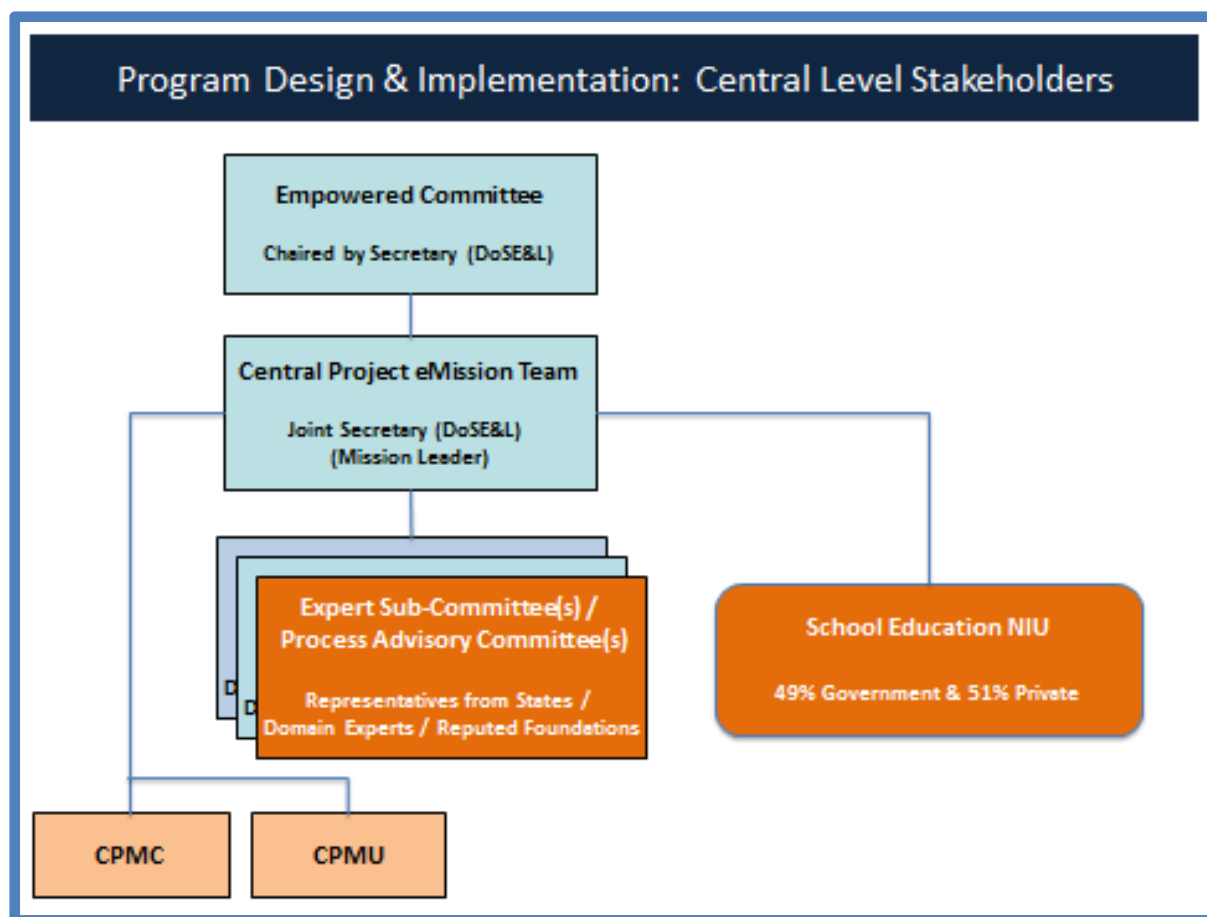 Program Design & Implementation: Central Level Stakeholders
Empowered Committee
Chaired by Secretary (DoSE&L)
Central Project eMission Team
Joint Secretary (DoSE&L)
(Mission Leader)
Expert Sub-Committee(s) /
Process Advisory Committee(s)
Representatives from States /
Domain Experts / Reputed Foundations
D
D
School Education NIU
49% Government & 51% Private
CPMC
CPMU